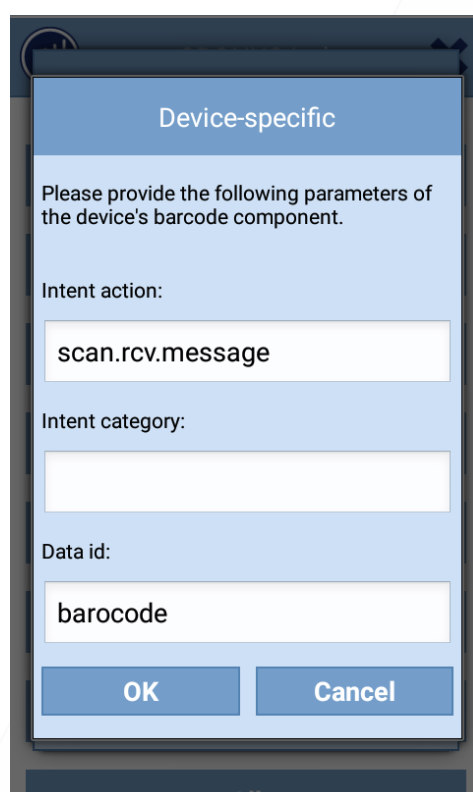 Device-specific
Please provide the following parameters of
the device's barcode component.
Intent action:
scan.rcv.message
Intent category:
Data id:
barocode
OK
Cancel